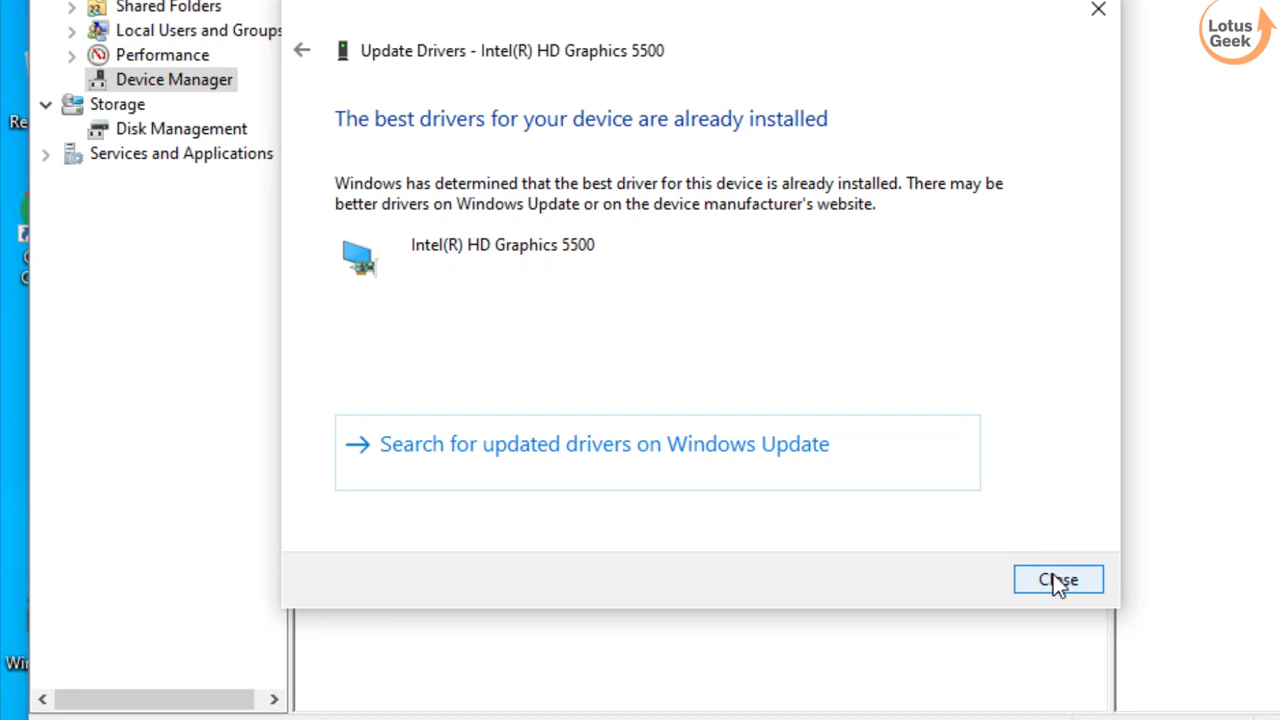 Shared Folders
Local Users and Groups
Performance
Device Manager
Storage
Disk Management
Services and Applications
Update Drivers - Intel(R) HD Graphics 5500
The best drivers for your device are already installed
Windows has determined that the best driver for this device is already installed. There may be
better drivers on Windows Update or on the device manufacturer's website.
Intel(R) HD Graphics 5500
Search for updated drivers on Windows Update
Close
Lotus
Geek
Re